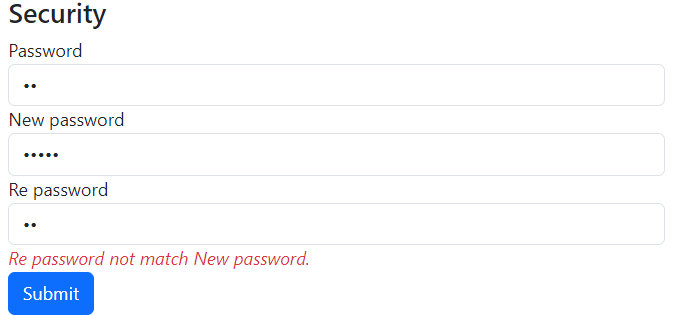 Security
Password
••
New password
•••••
Re password
••
Re password not match New password.
Submit